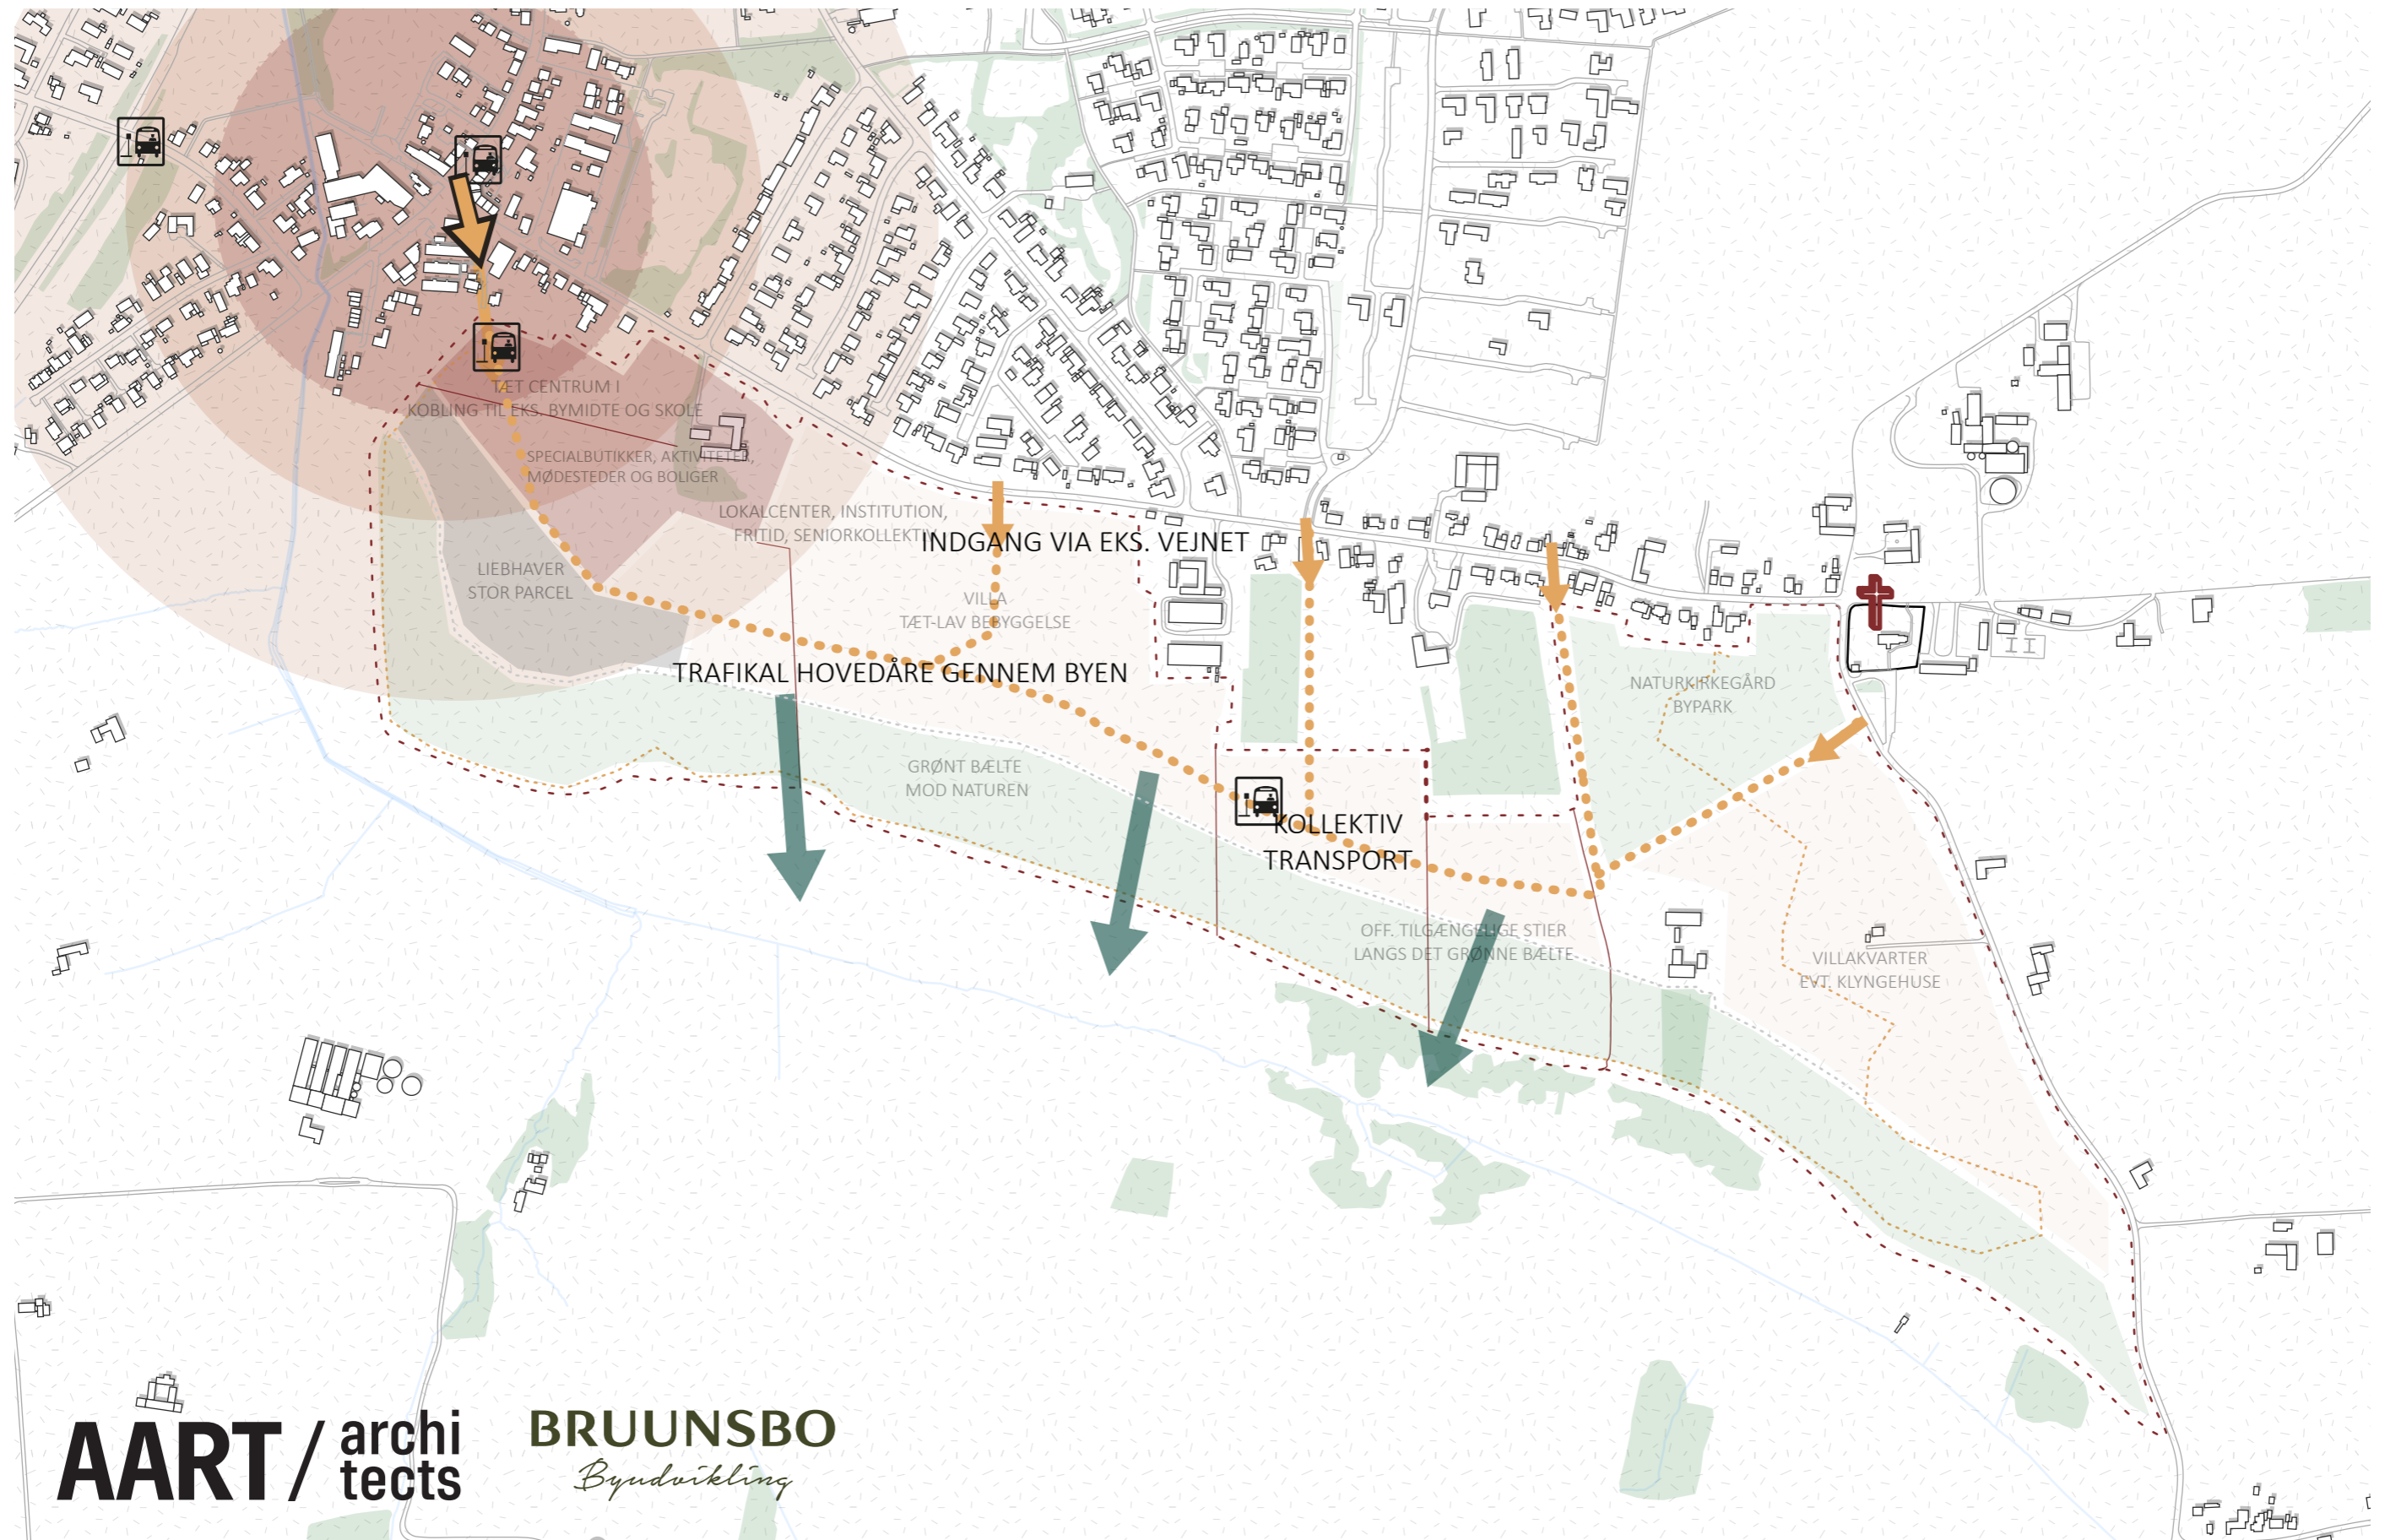 TÆT CENTRUM I
KOBLING TIL EKS. BYMIDTE OG SKOLE
SPECIALBUTIKKER, AKTIVITETER,
MØDESTEDER OG BOLIGER
LOKALCENTER, INSTITUTION,
FRITID, SENIORKOLLEKTIV
INDGANG VIA EKS. VEJNET
LIEBHAVER
STOR PARCEL
VILLA
TÆT-LAV BEBYGGELSE
TRAFIKAL HOVEDÅRE GENNEM BYEN
NATURKIRKEGÅRD
BYPARK
GRØNT BÆLTE
MOD NATUREN
KOLLEKTIV
TRANSPORT
OFF. TILGÆNGELIGE STIER
LANGS DET GRØNNE BÆLTE
VILLAKVARTER
EVT. KLYNGEHUSE
AART / archi
tects
BRUUNSBO
Byudvikling